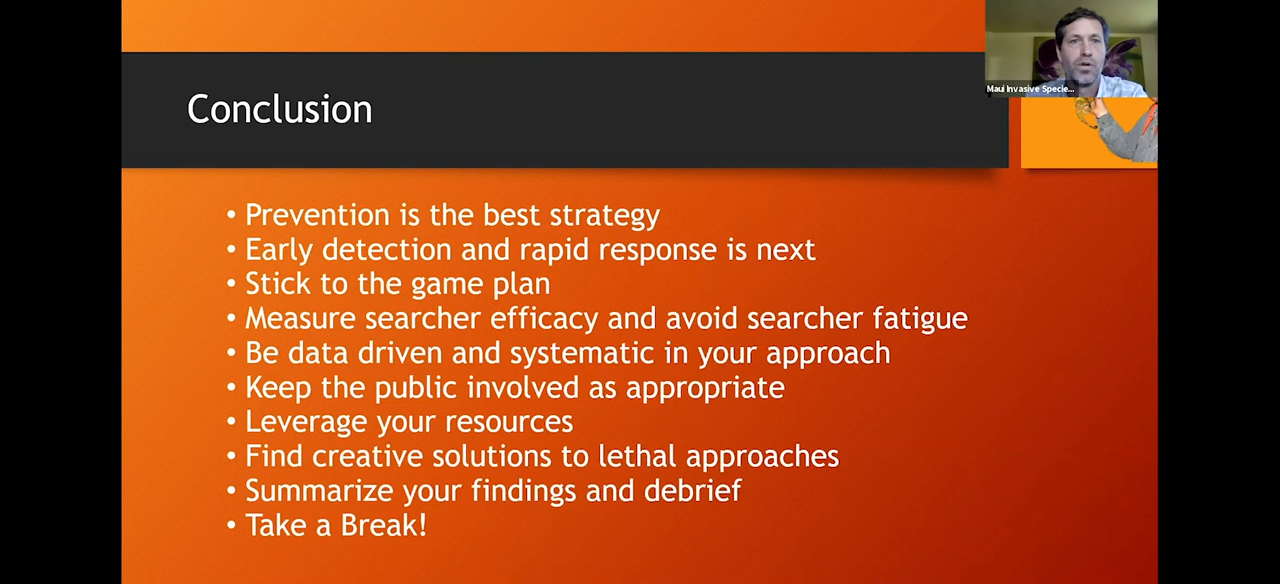 Maui Invasive Specie...
Conclusion
• Prevention is the best strategy
• Early detection and rapid response is next
• Stick to the game plan
• Measure searcher efficacy and avoid searcher fatigue
• Be data driven and systematic in your approach
• Keep the public involved as appropriate
• Leverage your resources
• Find creative solutions to lethal approaches
• Summarize your findings and debrief
• Take a Break!